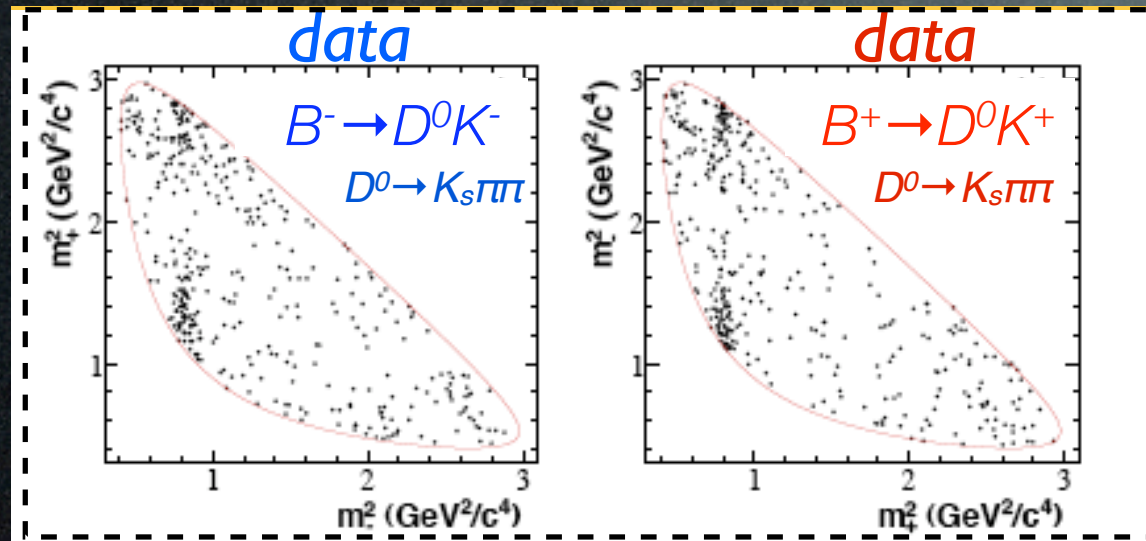 data
B⁻→D⁰K⁻
D⁰→Kₛππ
m²₊ (GeV²/c⁴)
3
2
1
1
2
3
m²₋ (GeV²/c⁴)
data
B⁺→D⁰K⁺
D⁰→Kₛππ
m²₋ (GeV²/c⁴)
3
2
1
1
2
3
m²₊ (GeV²/c⁴)